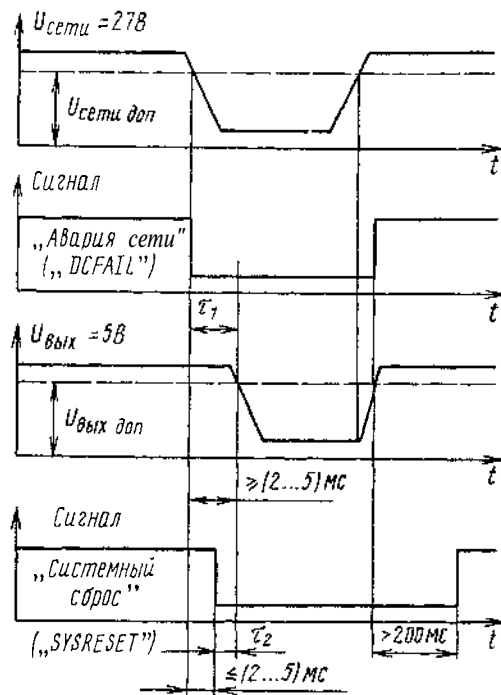 Uсети =27В
Uсети доп
t
Сигнал
„Авария сети"
(„ DCFAIL")
t
τ1
Uвых =5В
Uвых доп
t
≥(2...5) мс
Сигнал
„Системный
сброс"
(„SYSRESET")
t
τ2
>200мс
≤(2...5)мс